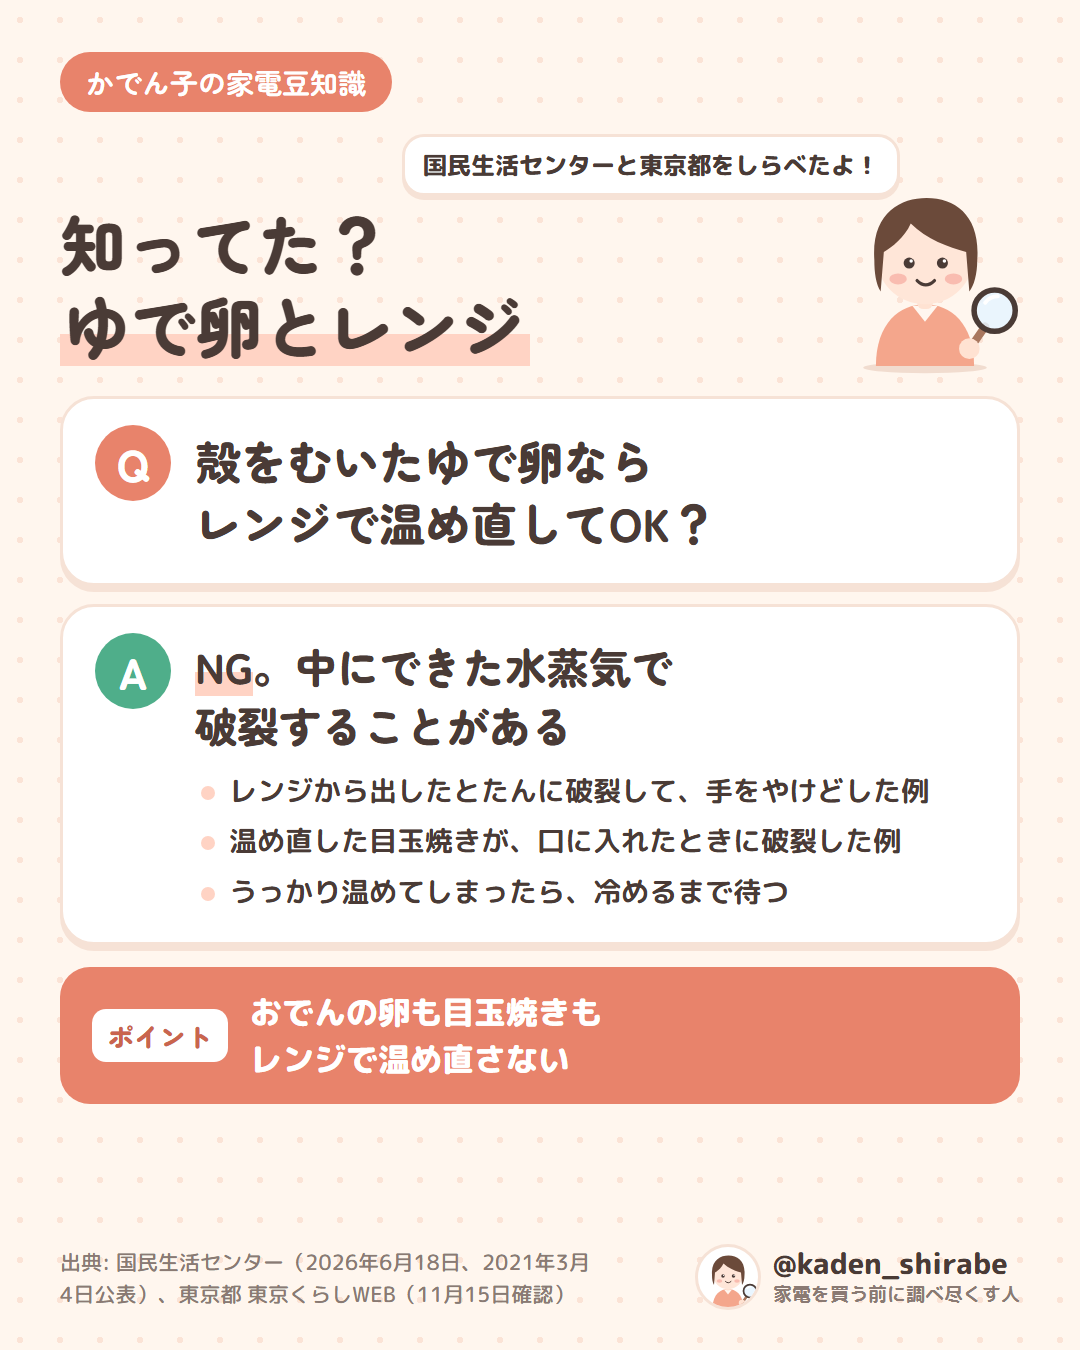 かでん子の家電豆知識
国民生活センターと東京都をしらべたよ！
知ってた？
ゆで卵とレンジ
Q
殻をむいたゆで卵なら
レンジで温め直してOK？
A
NG。中にできた水蒸気で
破裂することがある
レンジから出したとたんに破裂して、手をやけどした例
温め直した目玉焼きが、口に入れたときに破裂した例
うっかり温めてしまったら、冷めるまで待つ
ポイント
おでんの卵も目玉焼きも
レンジで温め直さない
出典: 国民生活センター（2026年6月18日、2021年3月
4日公表）、東京都 東京くらしWEB（11月15日確認）
@kaden_shirabe
家電を買う前に調べ尽くす人